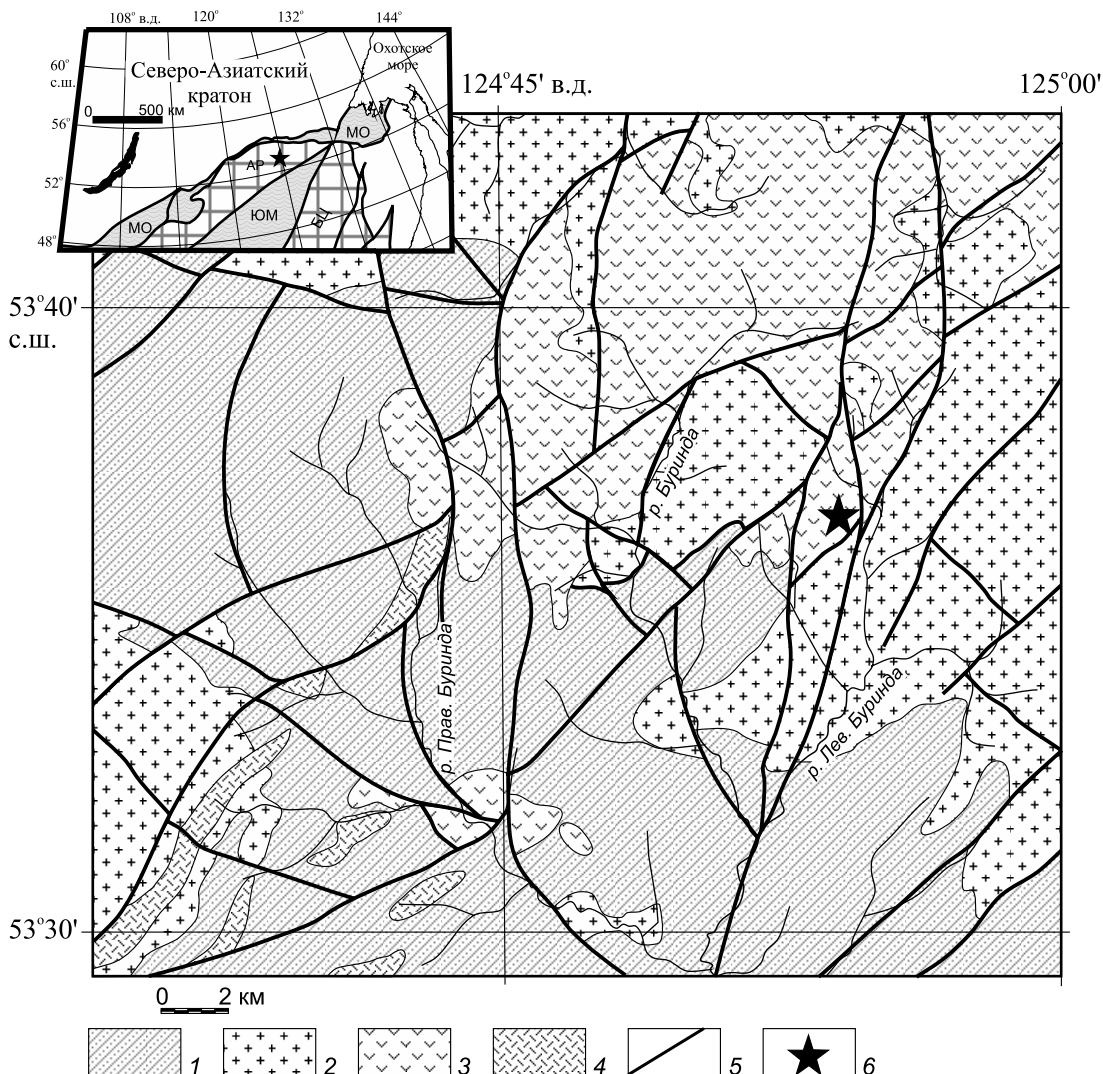 108° в.д.
120°
132°
144°
60°
с.ш.
56°
52°
48°
Северо-Азиатский
кратон
Охотское
море
0 500 км
МО
АР
ЮМ
БЦ
МО
124°45' в.д.
125°00'
53°40'
с.ш.
53°30'
р. Буринда
р. Прав. Буринда
р. Лев. Буринда
0 2 км
1 2 3 4 5 6